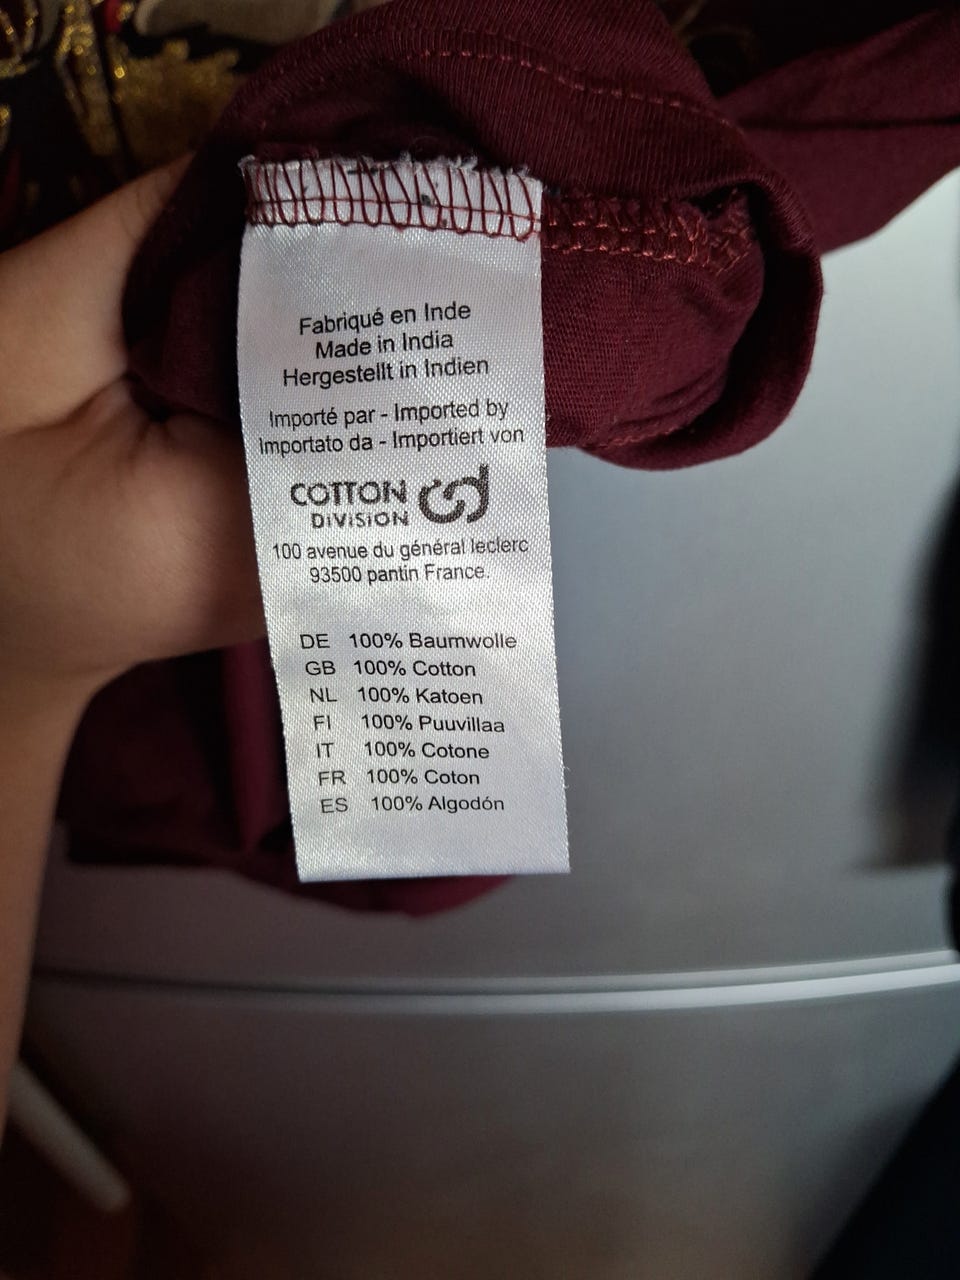 Fabriqué en Inde
Made in India
Hergestellt in Indien
Importé par - Imported by
Importato da - Importiert von
COTTON
DiViSiON
100 avenue du général leclerc
93500 pantin France.
DE 100% Baumwolle
GB 100% Cotton
NL 100% Katoen
FI 100% Puuvillaa
IT 100% Cotone
FR 100% Coton
ES 100% Algodón